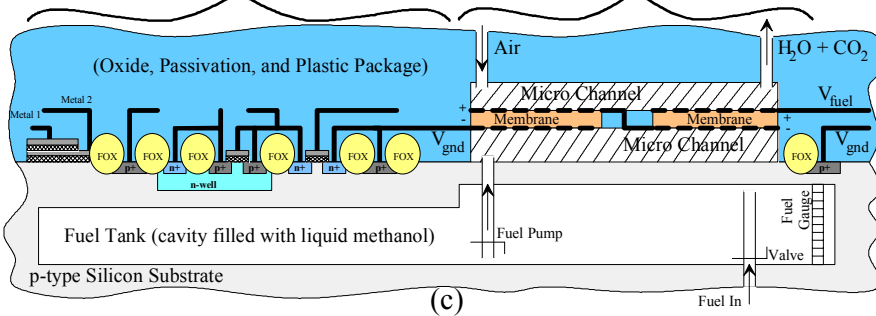 Air
H2O + CO2
(Oxide, Passivation, and Plastic Package)
Metal 2
Metal 1
Micro Channel
Vfuel
+
-
Membrane
Membrane
+
-
Vgnd
Micro Channel
Vgnd
FOX
FOX
FOX
FOX
FOX
FOX
FOX
p+
n+
p+
p+
n+
n+
p+
p+
n-well
Fuel Tank (cavity filled with liquid methanol)
Fuel Pump
Fuel
Gauge
Valve
p-type Silicon Substrate
(c)
Fuel In